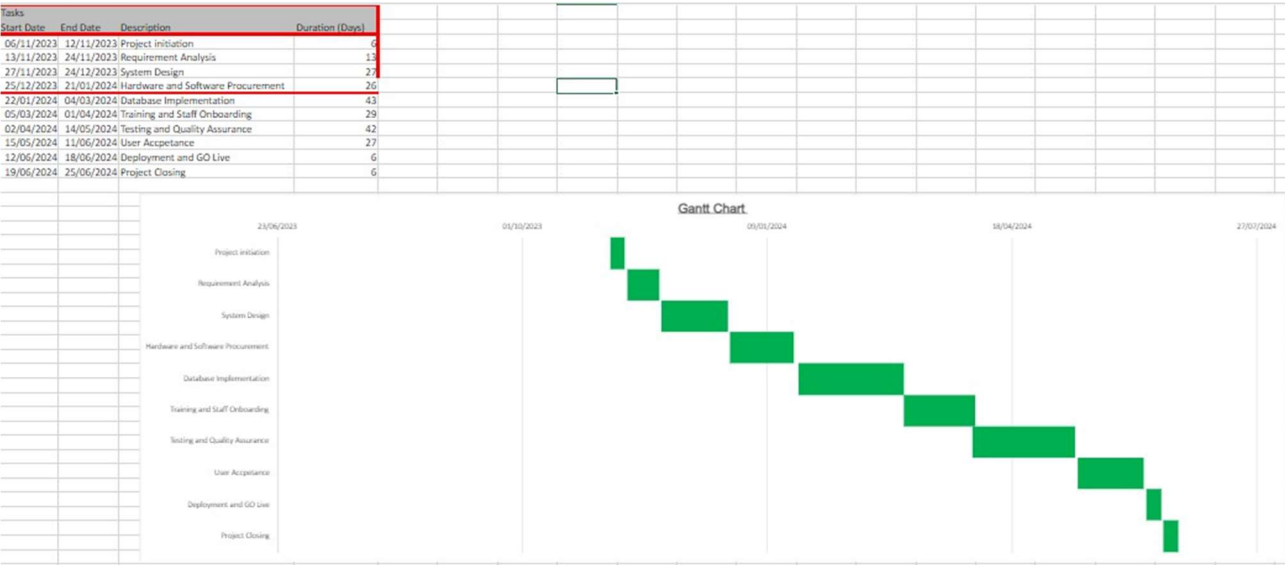 Tasks
Start Date End Date Description Duration (Days)
06/11/2023 12/11/2023 Project initiation 6
13/11/2023 24/11/2023 Requirement Analysis 13
27/11/2023 24/12/2023 System Design 27
25/12/2023 21/01/2024 Hardware and Software Procurement 26
22/01/2024 04/03/2024 Database Implementation 43
05/03/2024 01/04/2024 Training and Staff Onboarding 29
02/04/2024 14/05/2024 Testing and Quality Assurance 42
15/05/2024 11/06/2024 User Accpetance 27
12/06/2024 18/06/2024 Deployment and GO Live 6
19/06/2024 25/06/2024 Project Closing 6
Gantt Chart
23/06/2023 01/10/2023 09/01/2024 18/04/2024 27/07/2024
Project initiation
Requirement Analysis
System Design
Hardware and Software Procurement
Database Implementation
Training and Staff Onboarding
Testing and Quality Assurance
User Accpetance
Deployment and GO Live
Project Closing